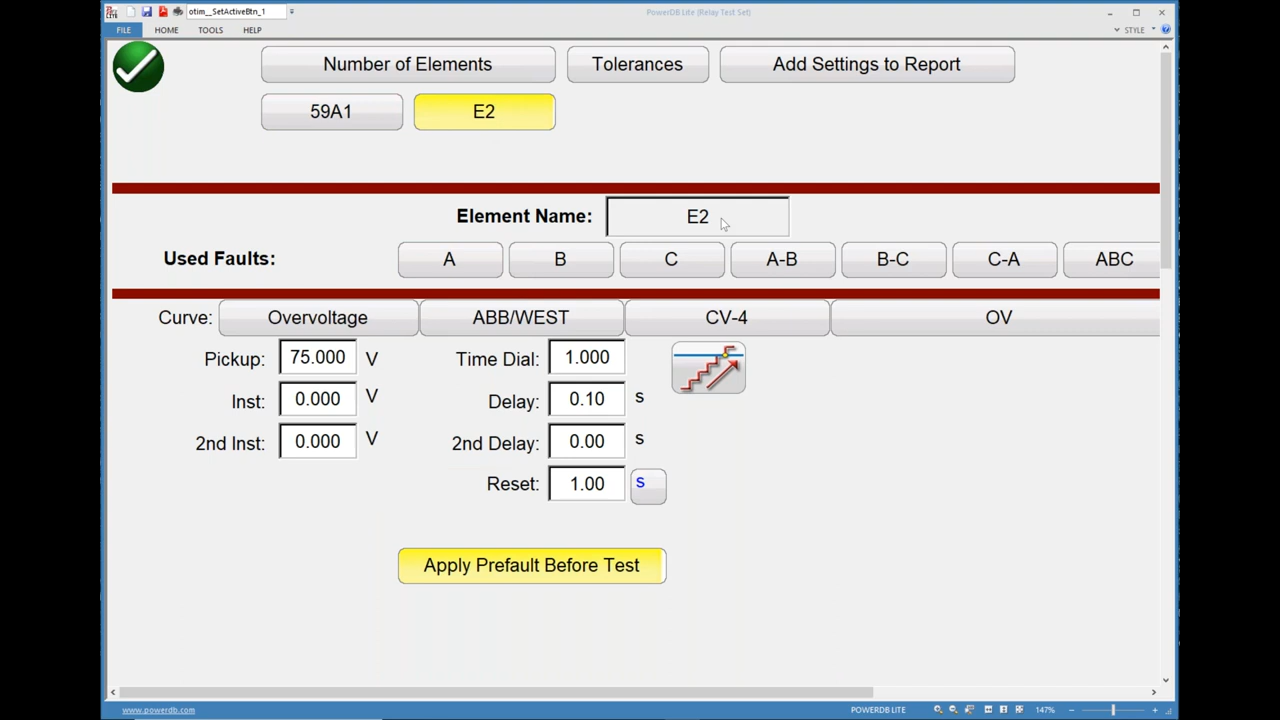 otim__SetActiveBtn_1
PowerDB Lite (Relay Test Set)
FILE HOME TOOLS HELP STYLE
Number of Elements Tolerances Add Settings to Report
59A1 E2
Element Name: E2
Used Faults: A B C A-B B-C C-A ABC
Curve: Overvoltage ABB/WEST CV-4 OV
Pickup: 75.000 V Time Dial: 1.000
Inst: 0.000 V Delay: 0.10 s
2nd Inst: 0.000 V 2nd Delay: 0.00 s
Reset: 1.00 s
Apply Prefault Before Test
www.powerdb.com POWERDB LITE 147%